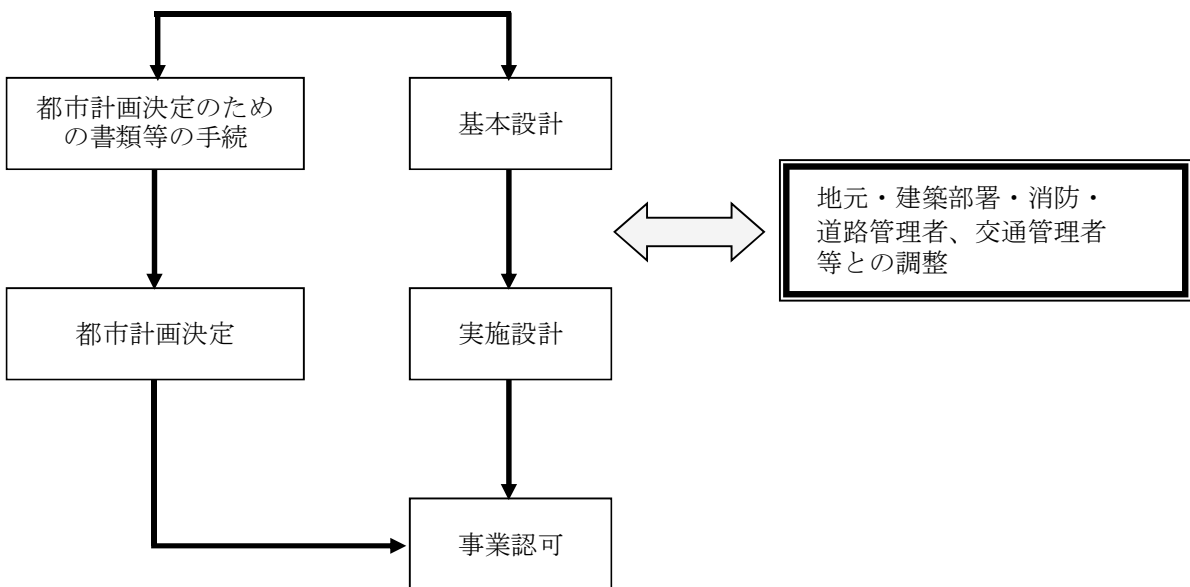 都市計画決定のため
の書類等の手続
基本設計
地元・建築部署・消防・
道路管理者、交通管理者
等との調整
都市計画決定
実施設計
事業認可